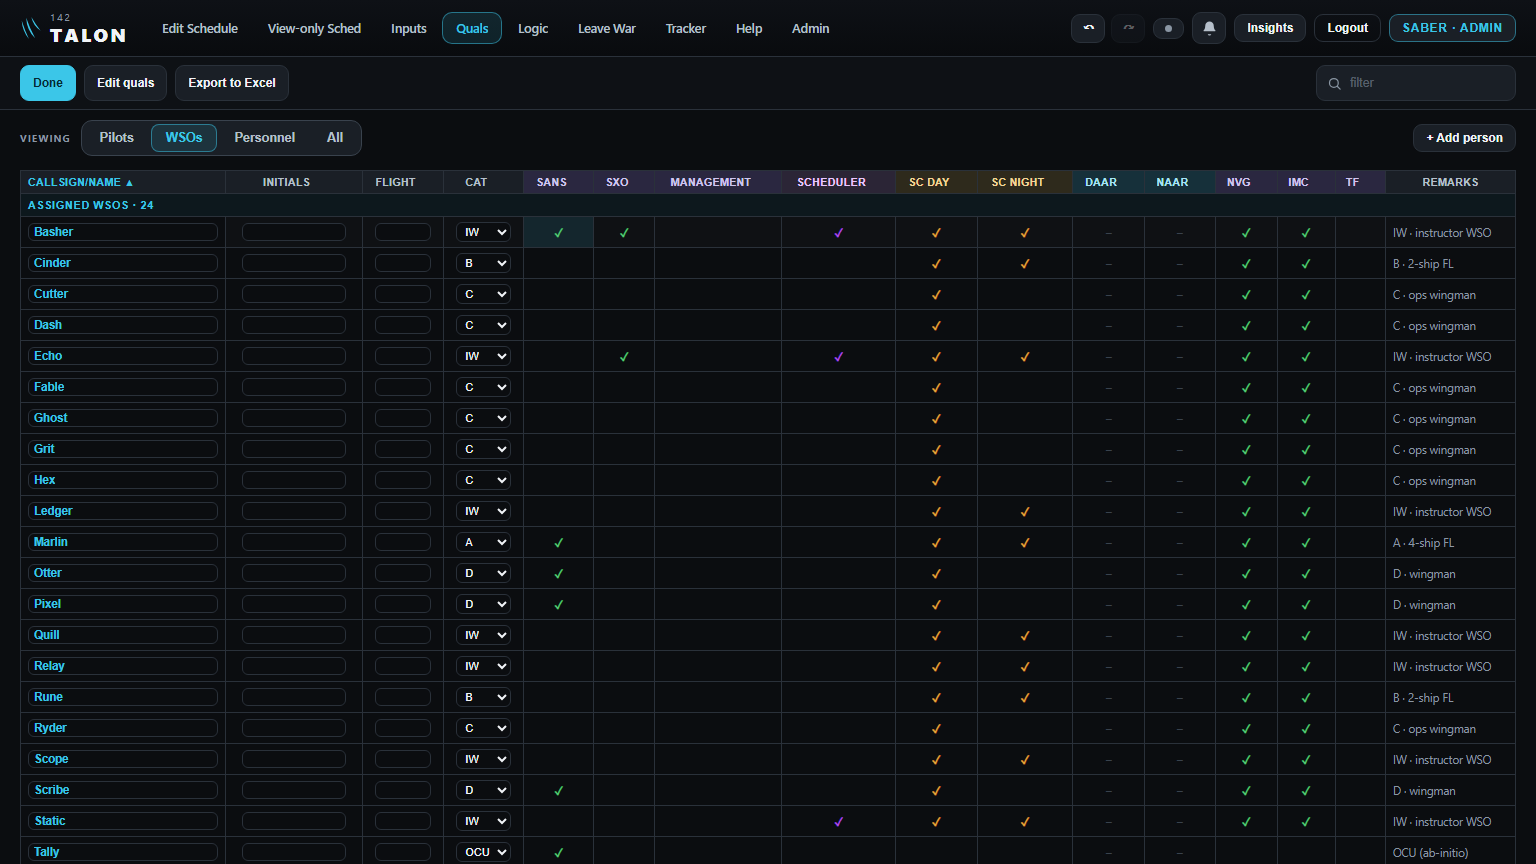 142
TALON
Edit Schedule View-only Sched Inputs Quals Logic Leave War Tracker Help Admin
Insights Logout SABER · ADMIN
Done Edit quals Export to Excel
filter
VIEWING Pilots WSOs Personnel All
+ Add person
CALLSIGN/NAME ▲ INITIALS FLIGHT CAT SANS SXO MANAGEMENT SCHEDULER SC DAY SC NIGHT DAAR NAAR NVG IMC TF REMARKS
ASSIGNED WSOS · 24
Basher IW ✓ ✓ ✓ ✓ ✓ – – ✓ ✓ IW · instructor WSO
Cinder B ✓ ✓ – – ✓ ✓ B · 2-ship FL
Cutter C ✓ – – ✓ ✓ C · ops wingman
Dash C ✓ – – ✓ ✓ C · ops wingman
Echo IW ✓ ✓ ✓ ✓ – – ✓ ✓ IW · instructor WSO
Fable C ✓ – – ✓ ✓ C · ops wingman
Ghost C ✓ – – ✓ ✓ C · ops wingman
Grit C ✓ – – ✓ ✓ C · ops wingman
Hex C ✓ – – ✓ ✓ C · ops wingman
Ledger IW ✓ ✓ – – ✓ ✓ IW · instructor WSO
Marlin A ✓ ✓ ✓ – – ✓ ✓ A · 4-ship FL
Otter D ✓ ✓ – – ✓ ✓ D · wingman
Pixel D ✓ ✓ – – ✓ ✓ D · wingman
Quill IW ✓ ✓ – – ✓ ✓ IW · instructor WSO
Relay IW ✓ ✓ – – ✓ ✓ IW · instructor WSO
Rune B ✓ ✓ – – ✓ ✓ B · 2-ship FL
Ryder C ✓ – – ✓ ✓ C · ops wingman
Scope IW ✓ ✓ – – ✓ ✓ IW · instructor WSO
Scribe D ✓ ✓ – – ✓ ✓ D · wingman
Static IW ✓ ✓ ✓ – – ✓ ✓ IW · instructor WSO
Tally OCU ✓ – – OCU (ab-initio)